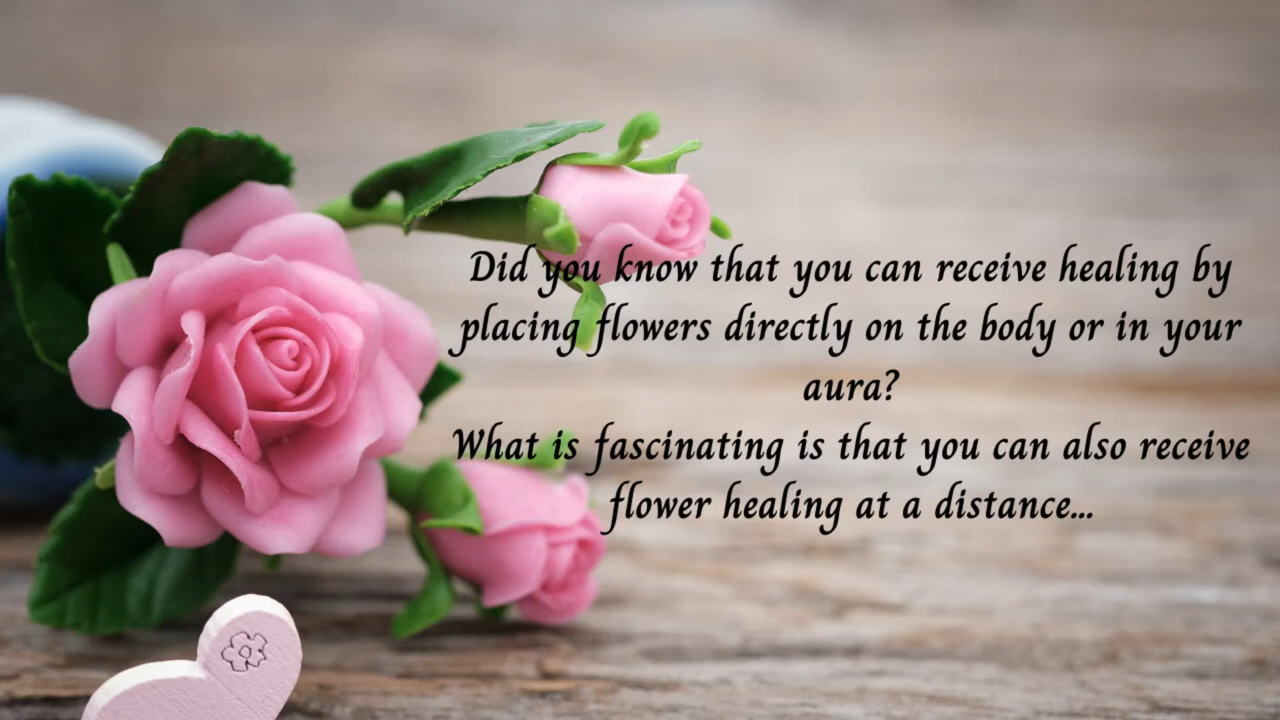 Did you know that you can receive healing by
placing flowers directly on the body or in your
aura?
What is fascinating is that you can also receive
flower healing at a distance...